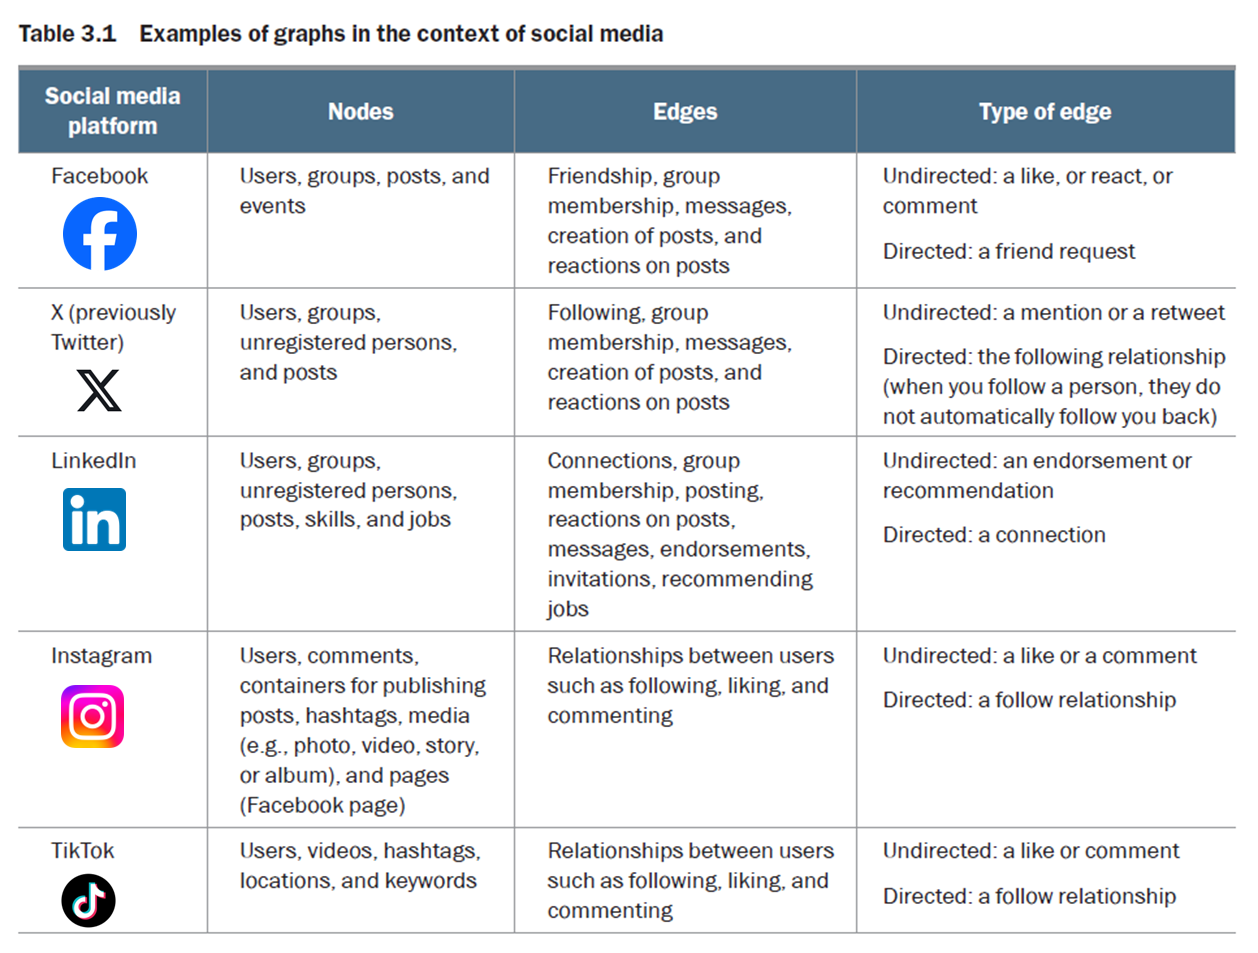 Table 3.1 Examples of graphs in the context of social media
Social media
platform
Nodes
Edges
Type of edge
Facebook
Users, groups, posts, and
events
Friendship, group
membership, messages,
creation of posts, and
reactions on posts
Undirected: a like, or react, or
comment
Directed: a friend request
X (previously
Twitter)
Users, groups,
unregistered persons,
and posts
Following, group
membership, messages,
creation of posts, and
reactions on posts
Undirected: a mention or a retweet
Directed: the following relationship
(when you follow a person, they do
not automatically follow you back)
LinkedIn
in
Users, groups,
unregistered persons,
posts, skills, and jobs
Connections, group
membership, posting,
reactions on posts,
messages, endorsements,
invitations, recommending
jobs
Undirected: an endorsement or
recommendation
Directed: a connection
Instagram
Users, comments,
containers for publishing
posts, hashtags, media
(e.g., photo, video, story,
or album), and pages
(Facebook page)
Relationships between users
such as following, liking, and
commenting
Undirected: a like or a comment
Directed: a follow relationship
TikTok
Users, videos, hashtags,
locations, and keywords
Relationships between users
such as following, liking, and
commenting
Undirected: a like or comment
Directed: a follow relationship